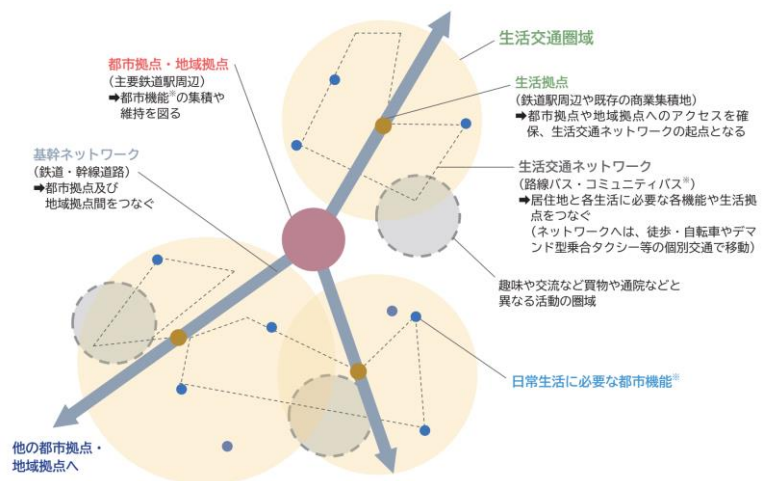 生活交通圏域
都市拠点・地域拠点
（主要鉄道駅周辺）
➡都市機能※の集積や
維持を図る
生活拠点
（鉄道駅周辺や既存の商業集積地）
➡都市拠点や地域拠点へのアクセスを確
保、生活交通ネットワークの起点となる
基幹ネットワーク
（鉄道・幹線道路）
➡都市拠点及び
地域拠点間をつなぐ
生活交通ネットワーク
（路線バス・コミュニティバス※）
➡居住地と各生活に必要な各機能や生活拠
点をつなぐ
（ネットワークへは、徒歩・自転車やデマ
ンド型乗合タクシー等の個別交通で移動）
趣味や交流など買物や通院などと
異なる活動の圏域
日常生活に必要な都市機能※
他の都市拠点・
地域拠点へ